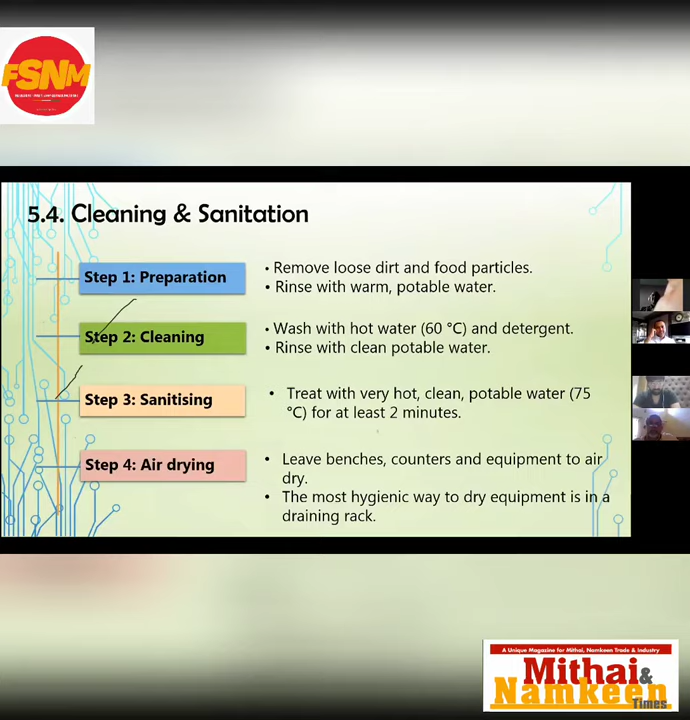 FSNM
5.4. Cleaning & Sanitation
Step 1: Preparation
• Remove loose dirt and food particles.
• Rinse with warm, potable water.
Step 2: Cleaning
• Wash with hot water (60 °C) and detergent.
• Rinse with clean potable water.
Step 3: Sanitising
• Treat with very hot, clean, potable water (75
°C) for at least 2 minutes.
Step 4: Air drying
• Leave benches, counters and equipment to air
dry.
• The most hygienic way to dry equipment is in a
draining rack.
A Unique Magazine for Mithai, Namkeen Trade & Industry
Mithai &
Namkeen
Times